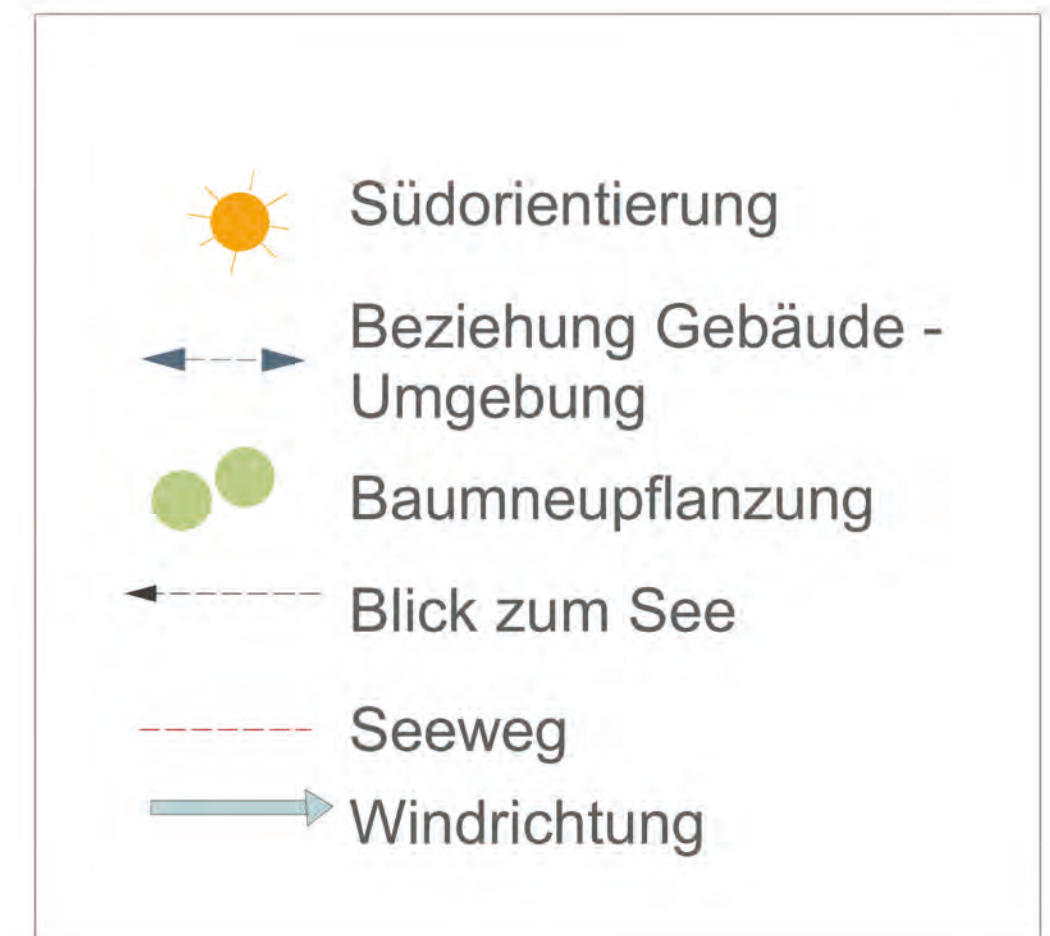 Südorientierung
Beziehung Gebäude -
Umgebung
Baumneupflanzung
Blick zum See
Seeweg
Windrichtung